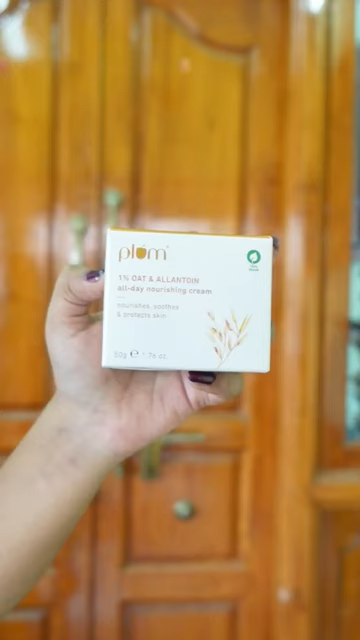 plum
1% OAT & ALLANTOIN
all-day nourishing cream
nourishes, soothes
& protects skin
50g ℮ 1.76 oz.